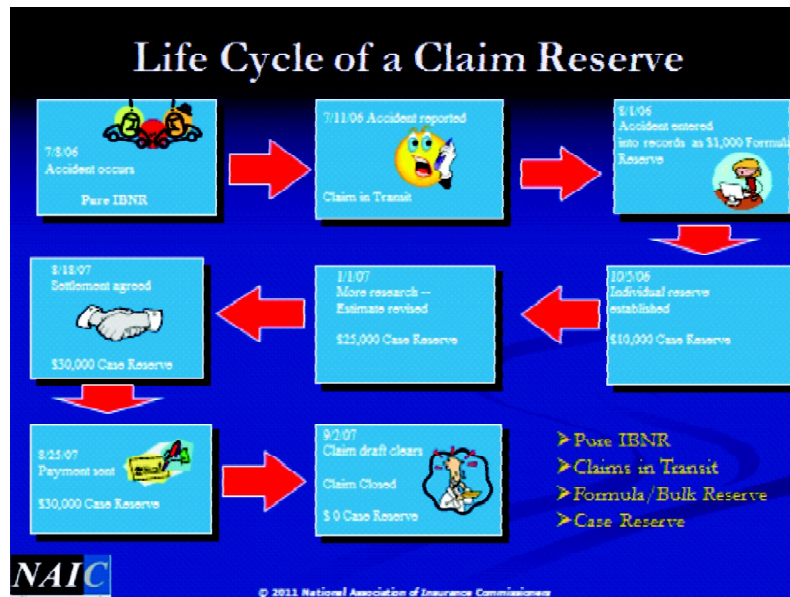 Life Cycle of a Claim Reserve
7/8/06
Accident occurs
Pure IBNR
7/11/06 Accident reported
Claim in Transit
8/1/06
Accident entered
into records as $1,000 Formula
Reserve
10/5/06
Individual reserve
established
$10,000 Case Reserve
1/1/07
More research --
Estimate revised
$25,000 Case Reserve
8/18/07
Settlement agreed
$30,000 Case Reserve
8/25/07
Payment sent
$30,000 Case Reserve
9/2/07
Claim draft clears
Claim Closed
$ 0 Case Reserve
➢Pure IBNR
➢Claims in Transit
➢Formula/Bulk Reserve
➢Case Reserve
NAIC
© 2011 National Association of Insurance Commissioners